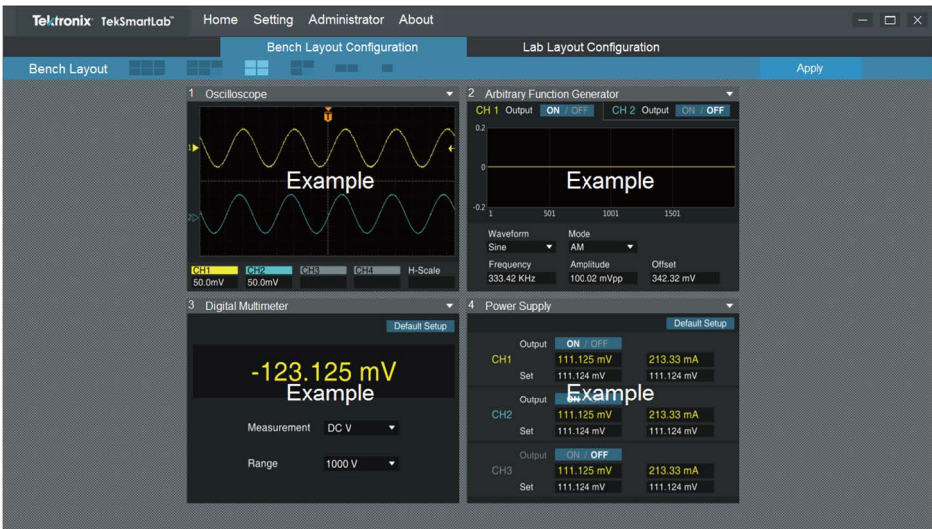 Tektronix TekSmartLab™ Home Setting Administrator About
Bench Layout Configuration Lab Layout Configuration
Bench Layout Apply
1 Oscilloscope
T
1
Example
2
CH1 CH2 CH3 CH4 H-Scale
50.0mV 50.0mV
2 Arbitrary Function Generator
CH 1 Output ON / OFF CH 2 Output ON / OFF
0.2
0
Example
-0.2
1 501 1001 1501
Waveform Mode
Sine AM
Frequency Amplitude Offset
333.42 KHz 100.02 mVpp 342.32 mV
3 Digital Multimeter
Default Setup
-123.125 mV
Example
Measurement DC V
Range 1000 V
4 Power Supply
Default Setup
Output ON / OFF
CH1 111.125 mV 213.33 mA
Set 111.124 mV 111.124 mV
Example
Output ON / OFF
CH2 111.125 mV 213.33 mA
Set 111.124 mV 111.124 mV
Output ON / OFF
CH3 111.125 mV 213.33 mA
Set 111.124 mV 111.124 mV